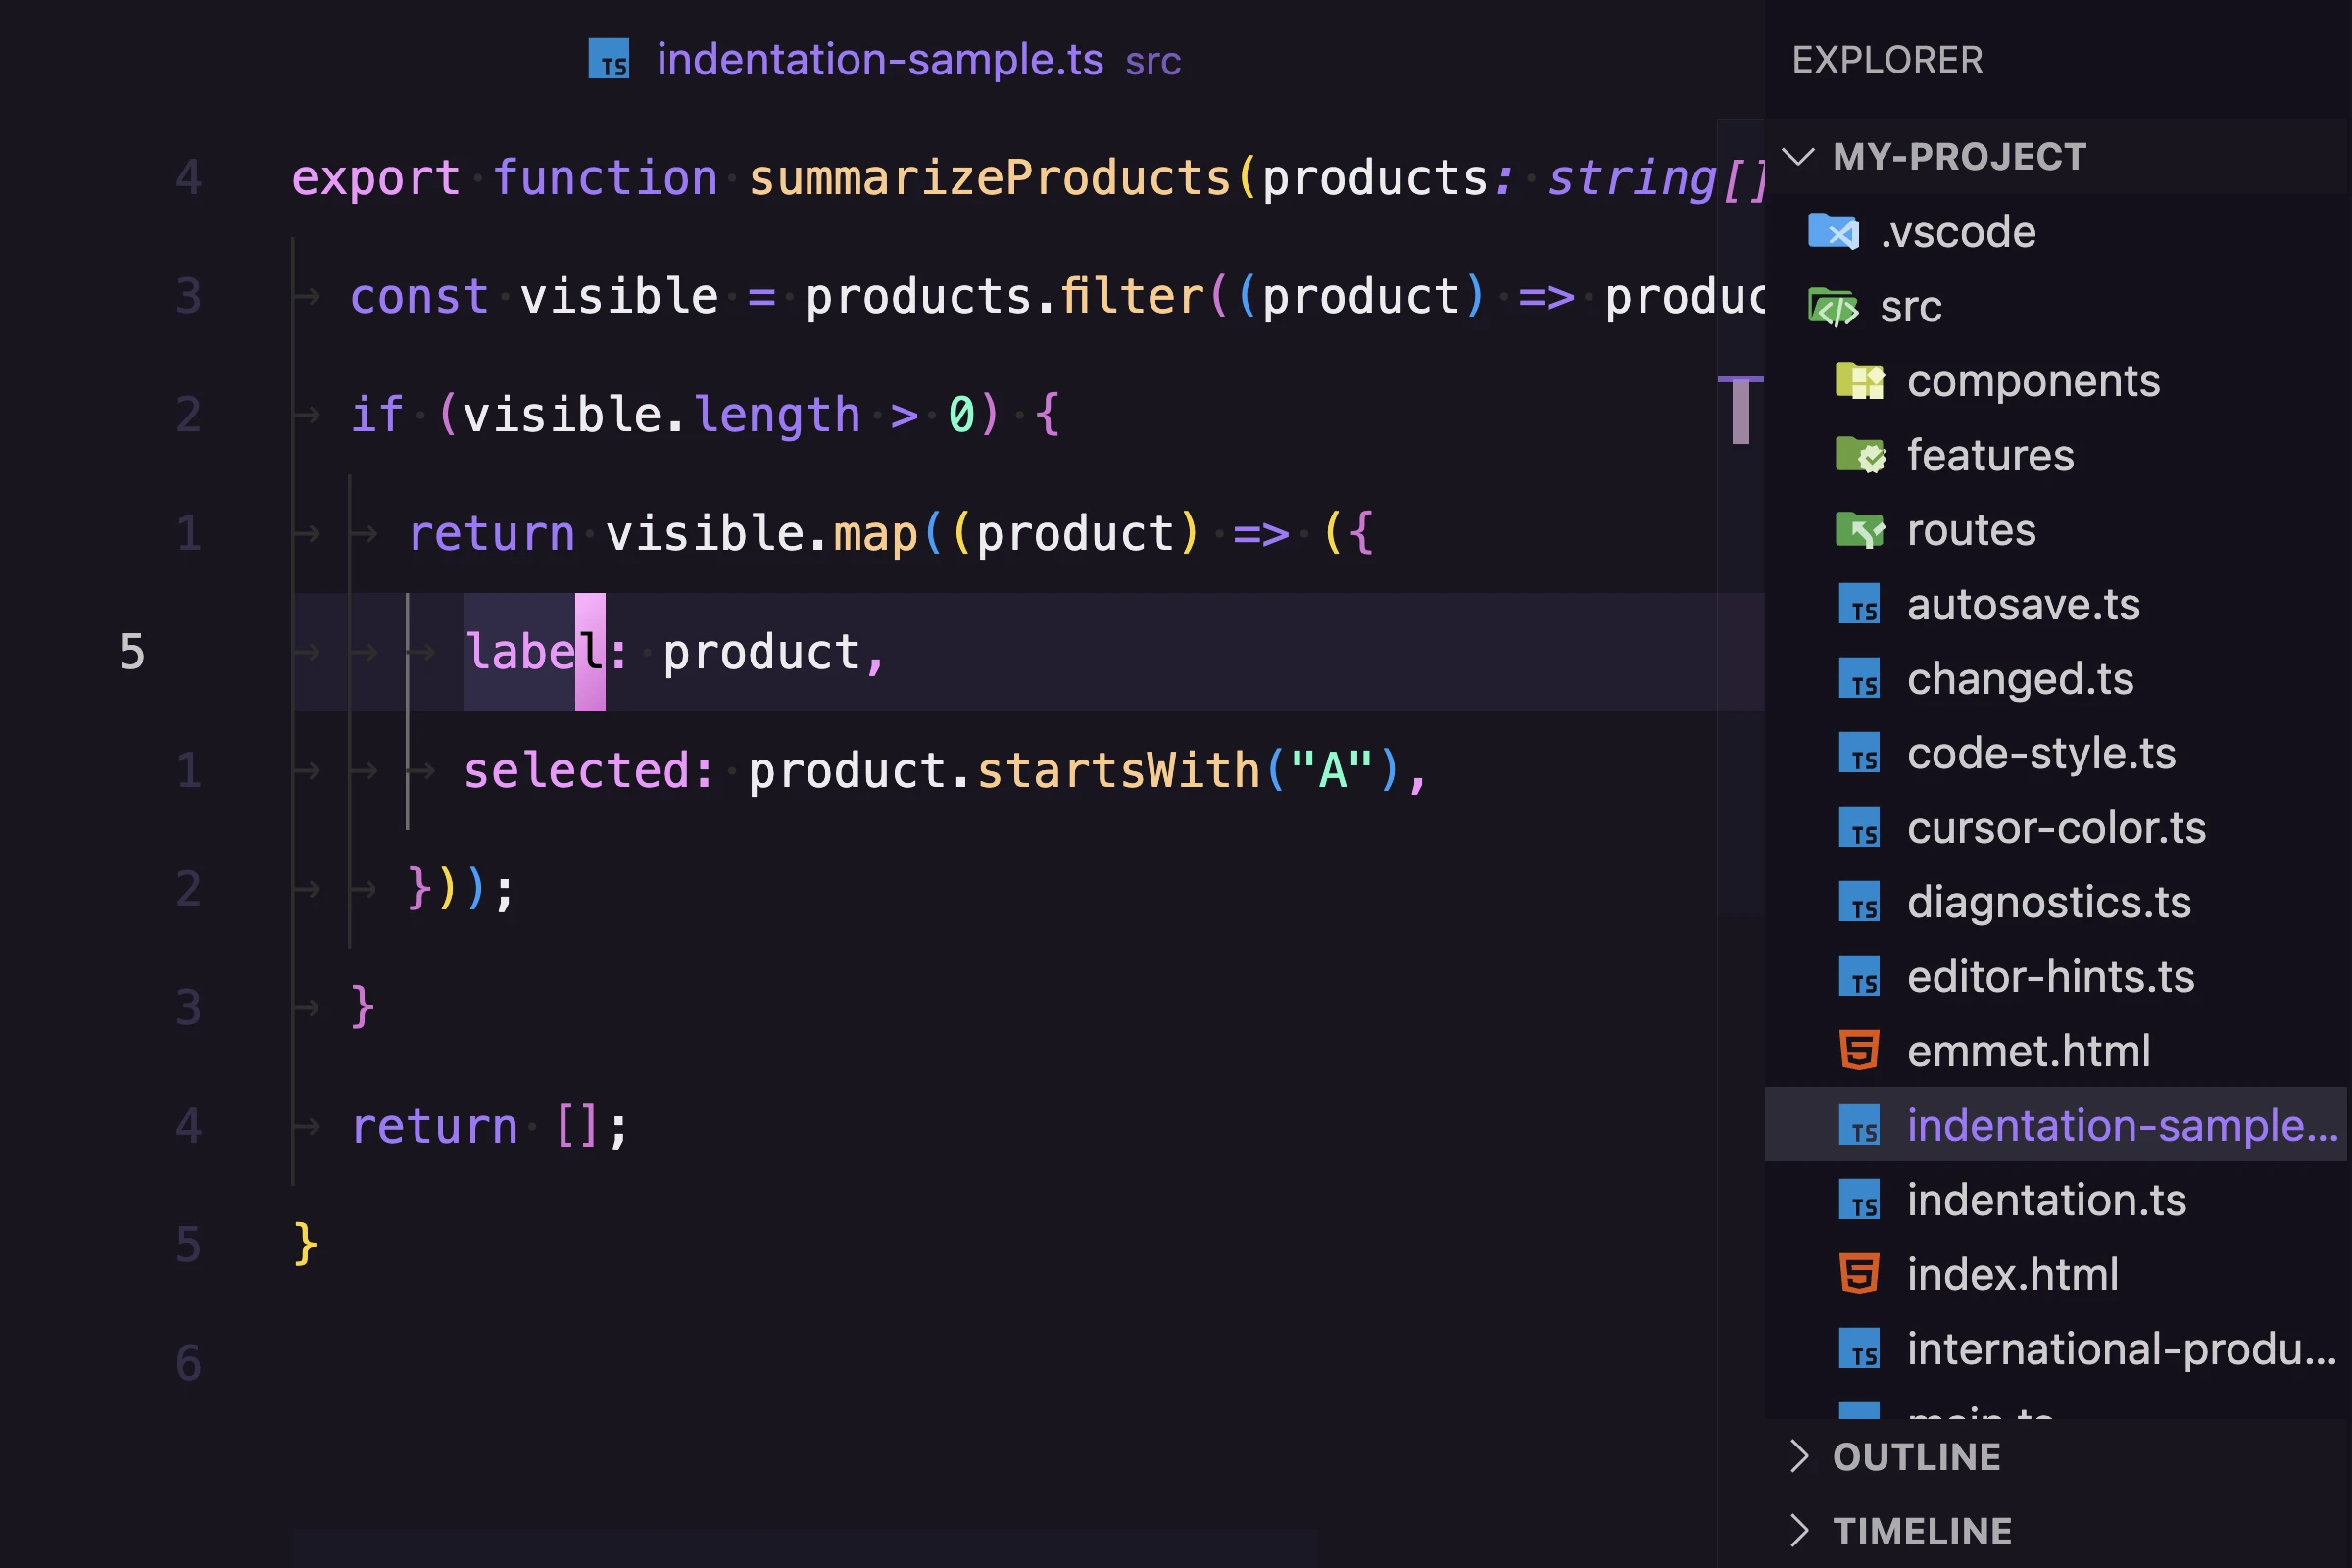 indentation-sample.ts src
4 export function summarizeProducts(products: string[]
3 const visible = products.filter((product) => produc
2 if (visible.length > 0) {
1 return visible.map((product) => ({
5 label: product,
1 selected: product.startsWith("A"),
2 }));
3 }
4 return [];
5 }
6
EXPLORER
MY-PROJECT
.vscode
src
components
features
routes
autosave.ts
changed.ts
code-style.ts
cursor-color.ts
diagnostics.ts
editor-hints.ts
emmet.html
indentation-sample...
indentation.ts
index.html
international-produ...
OUTLINE
TIMELINE